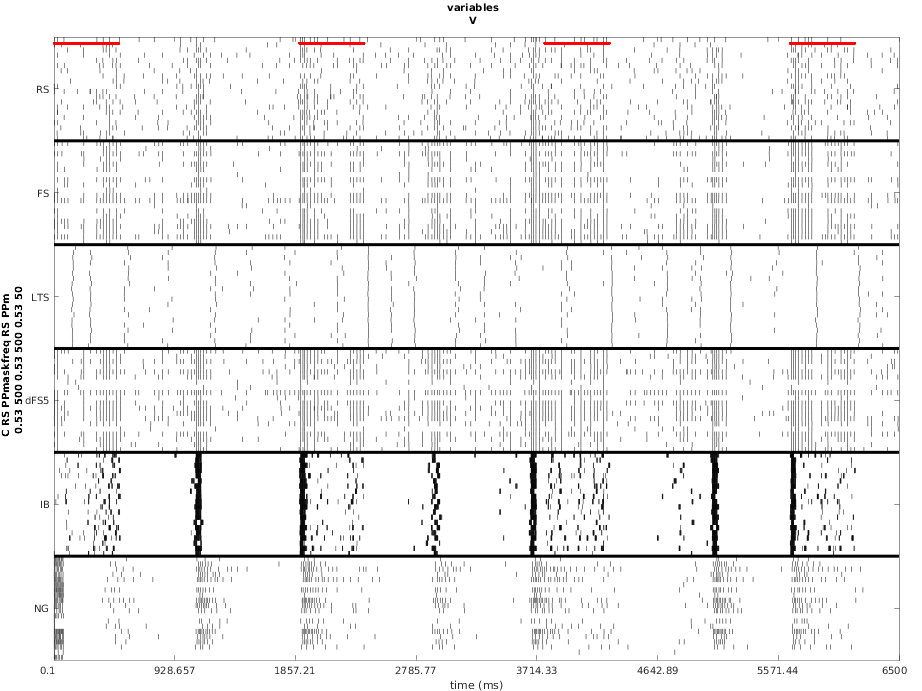 variables
V
RS
FS
LTS
dFS5
IB
NG
C RS PPmaskfreq RS PPm
0.53 500 0.53 500 0.53 50
0.1 928.657 1857.21 2785.77 3714.33 4642.89 5571.44 6500
time (ms)